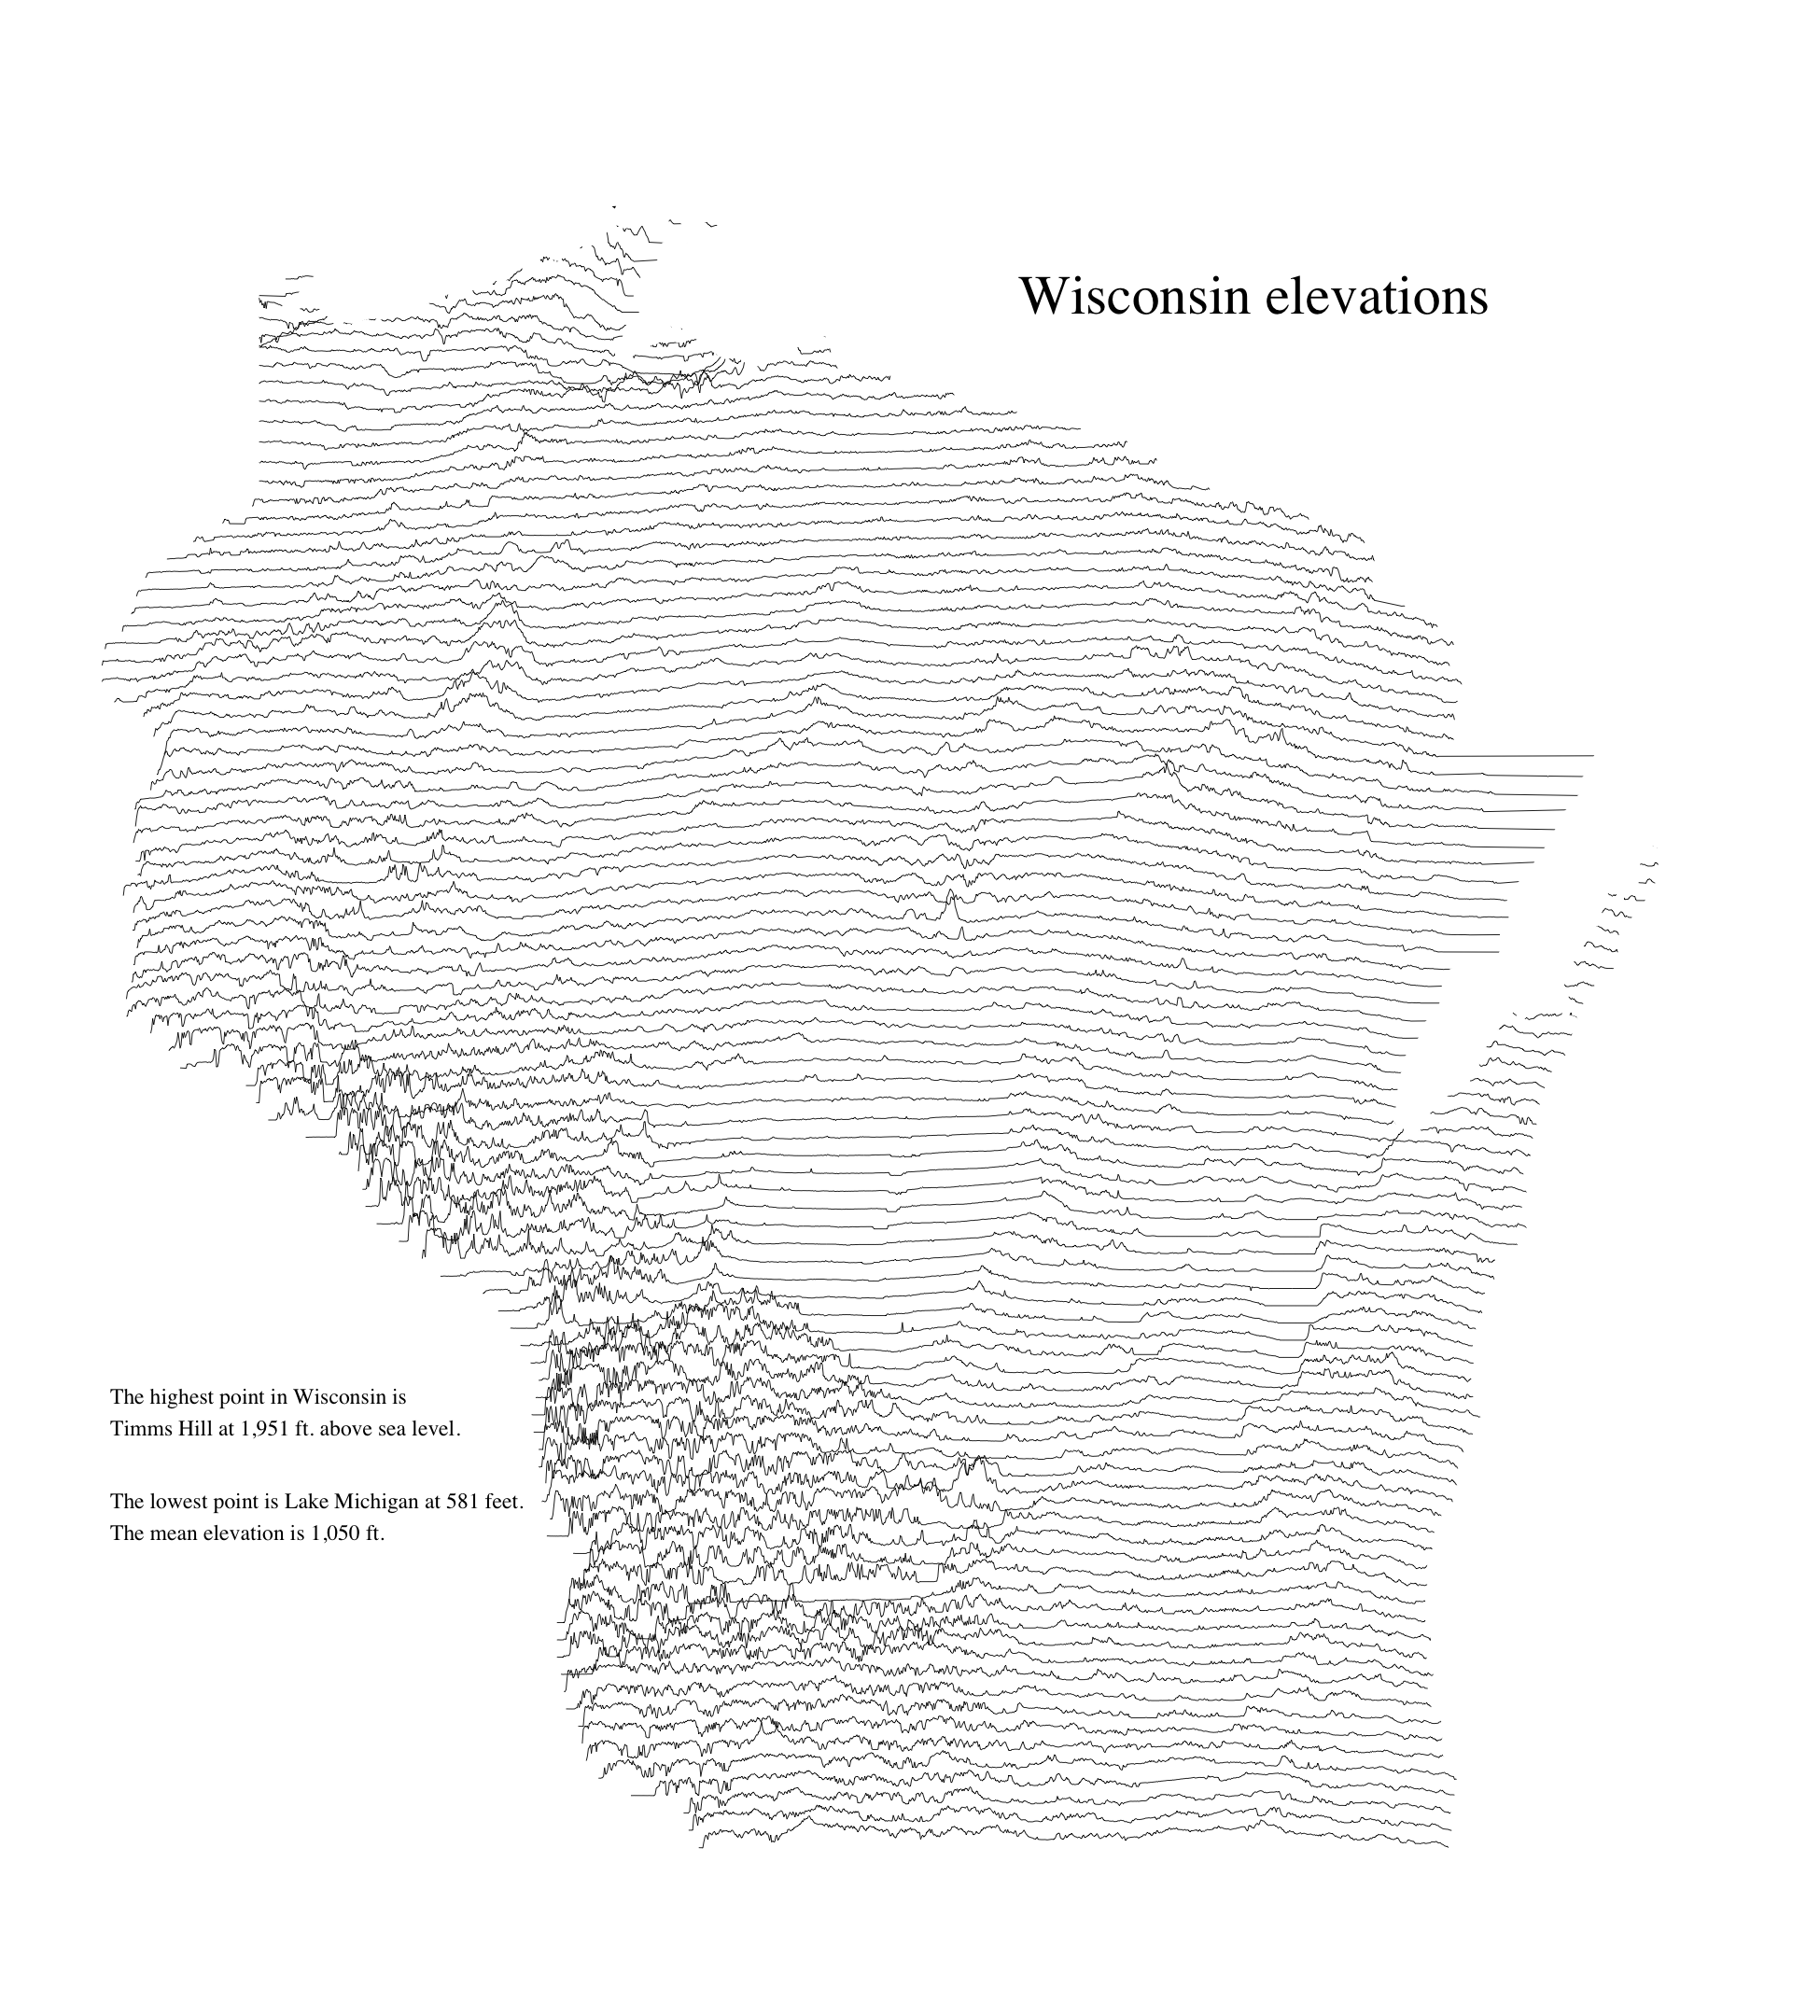 Wisconsin elevations
The highest point in Wisconsin is
Timms Hill at 1,951 ft. above sea level.
The lowest point is Lake Michigan at 581 feet.
The mean elevation is 1,050 ft.